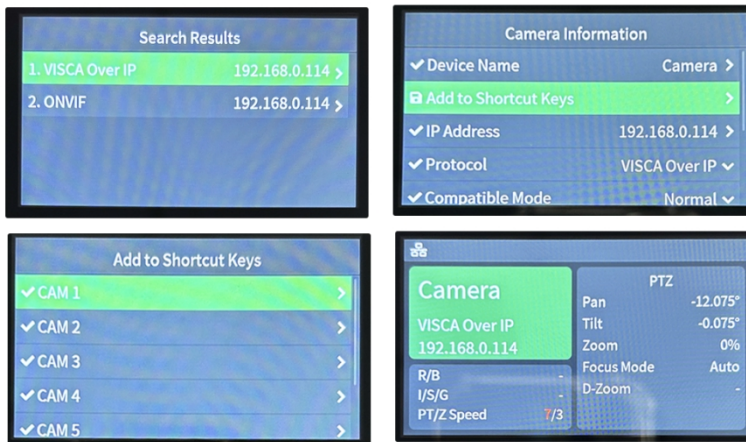 Search Results
1. VISCA Over IP 192.168.0.114 >
2. ONVIF 192.168.0.114 >
Camera Information
✔ Device Name Camera >
Add to Shortcut Keys >
✔ IP Address 192.168.0.114 >
✔ Protocol VISCA Over IP
✔ Compatible Mode Normal
Add to Shortcut Keys
✔ CAM 1 >
✔ CAM 2 >
✔ CAM 3 >
✔ CAM 4 >
✔ CAM 5 >
Camera
VISCA Over IP
192.168.0.114
R/B -
I/S/G -
PT/Z Speed 7/3
PTZ
Pan -12.075°
Tilt -0.075°
Zoom 0%
Focus Mode Auto
D-Zoom -